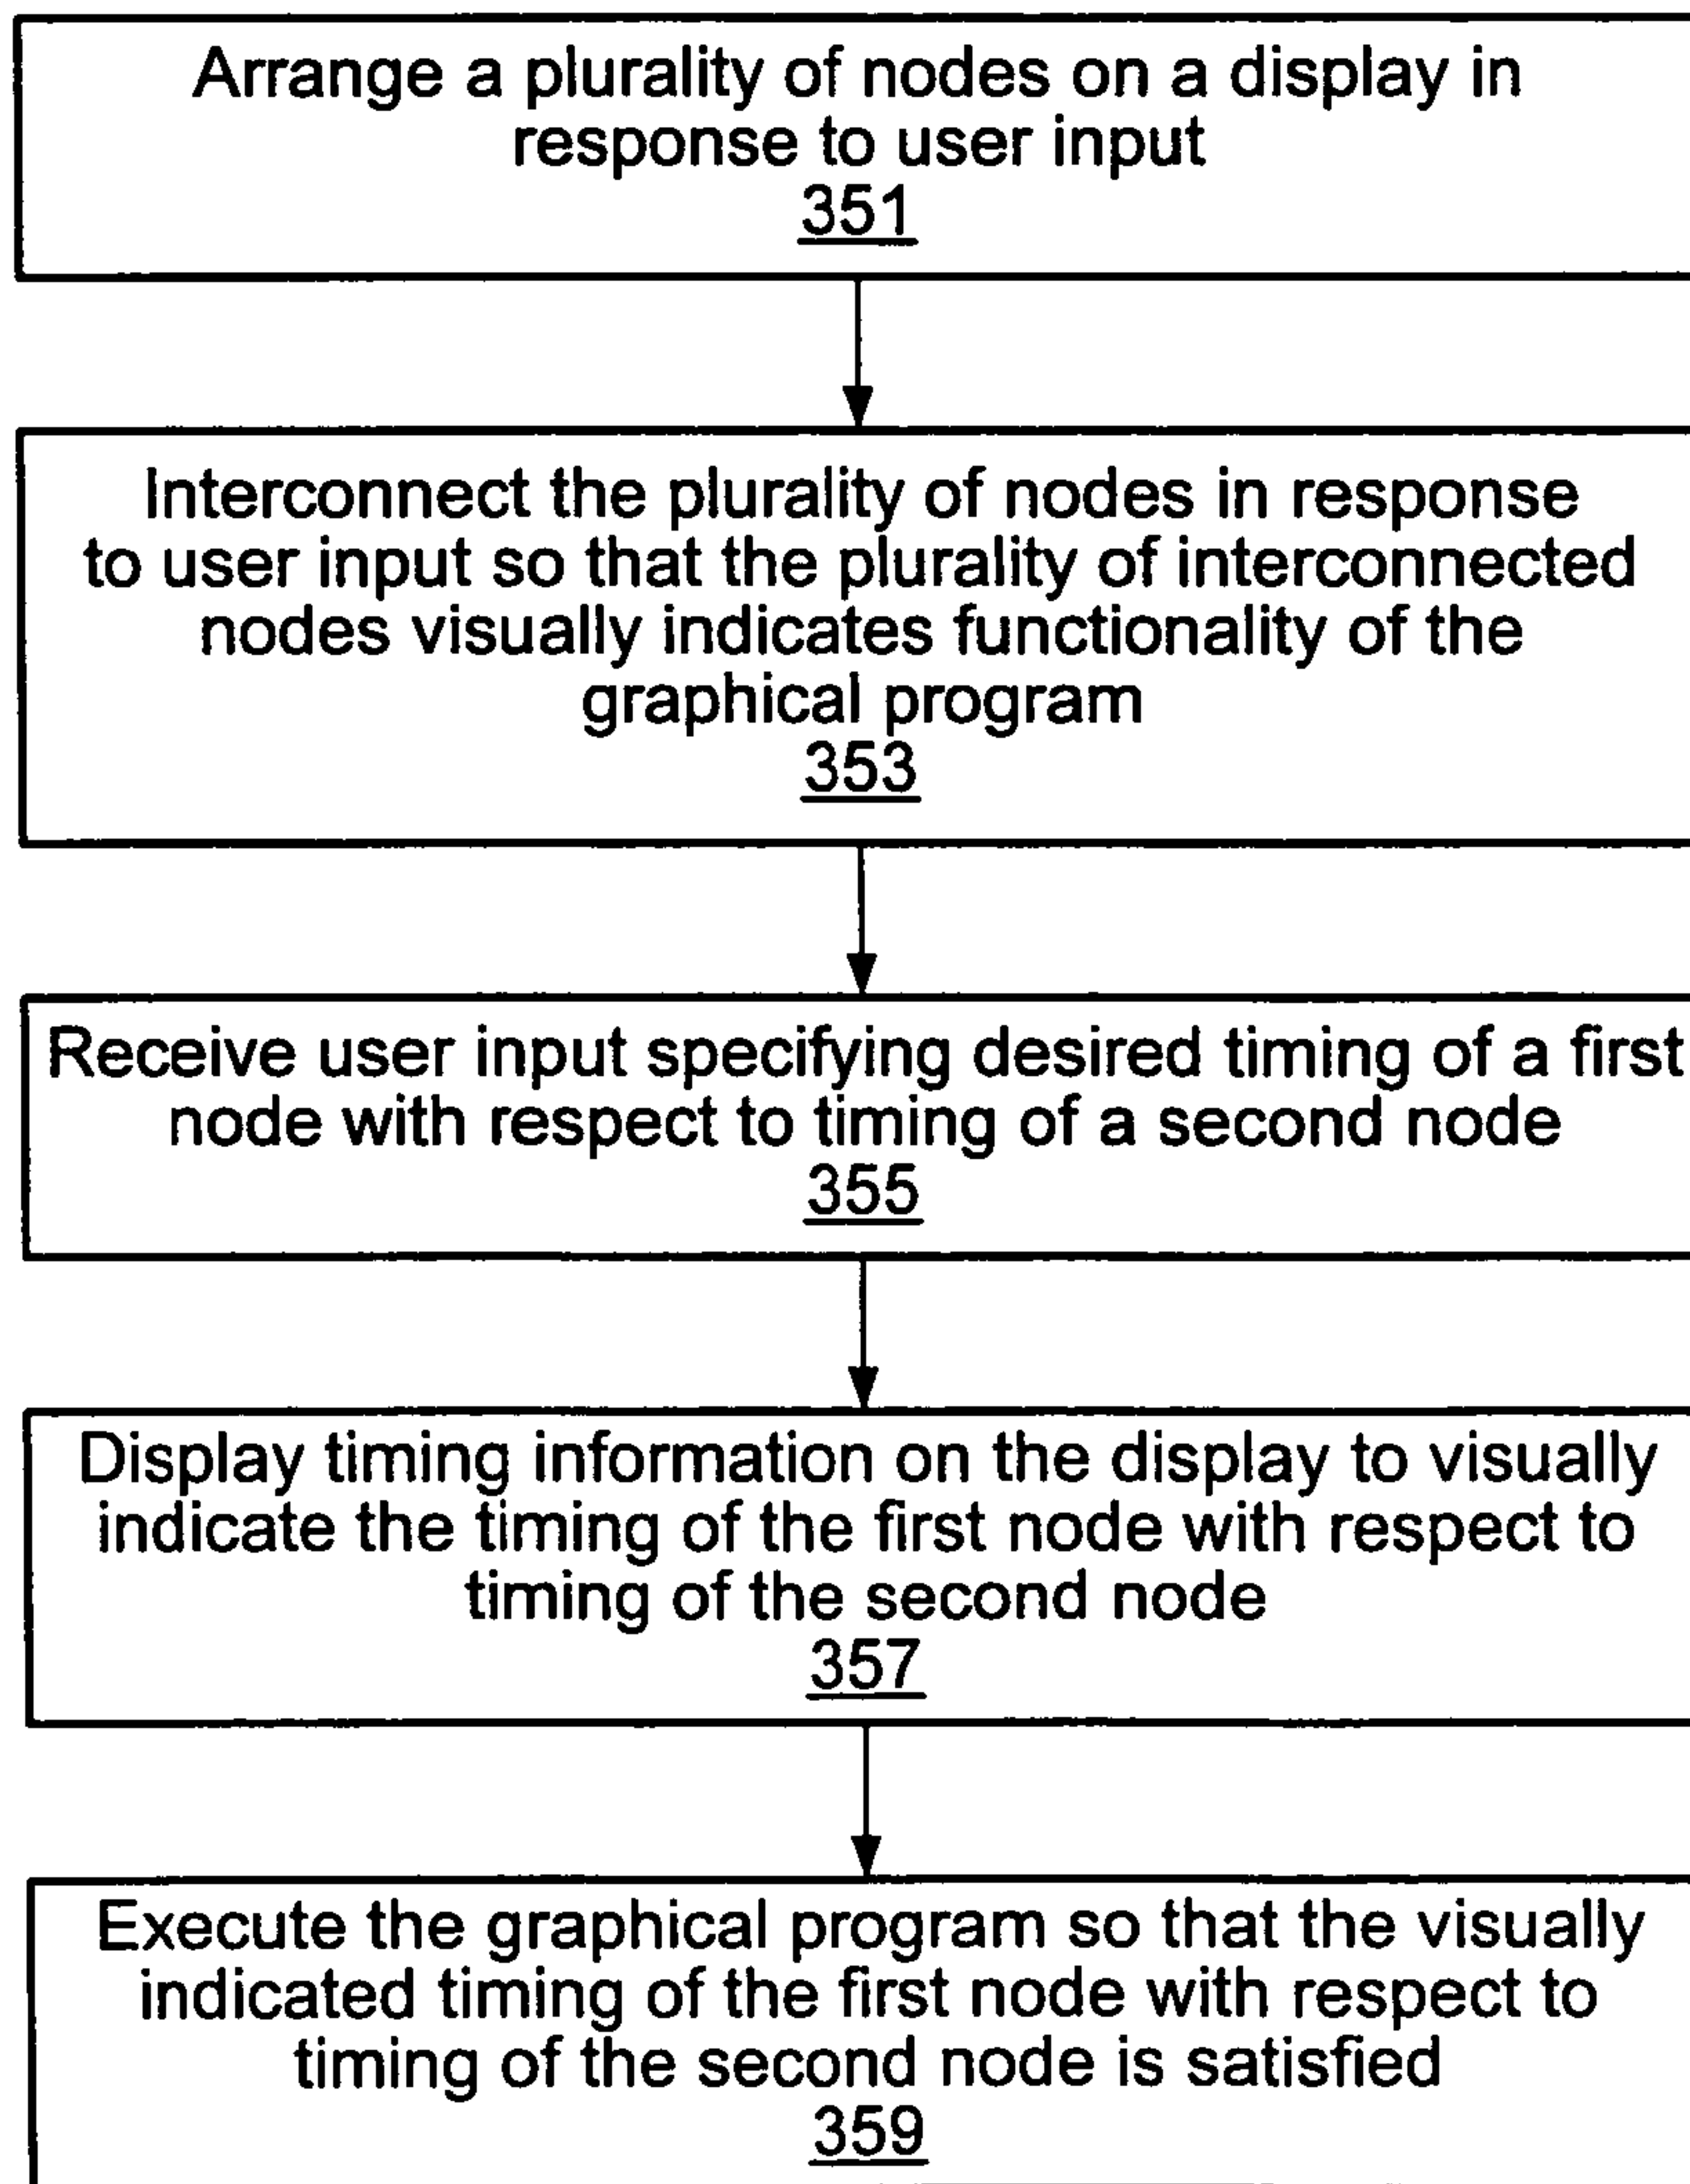 Arrange a plurality of nodes on a display in
response to user input
351
Interconnect the plurality of nodes in response
to user input so that the plurality of interconnected
nodes visually indicates functionality of the
graphical program
353
Receive user input specifying desired timing of a first
node with respect to timing of a second node
355
Display timing information on the display to visually
indicate the timing of the first node with respect to
timing of the second node
357
Execute the graphical program so that the visually
indicated timing of the first node with respect to
timing of the second node is satisfied
359